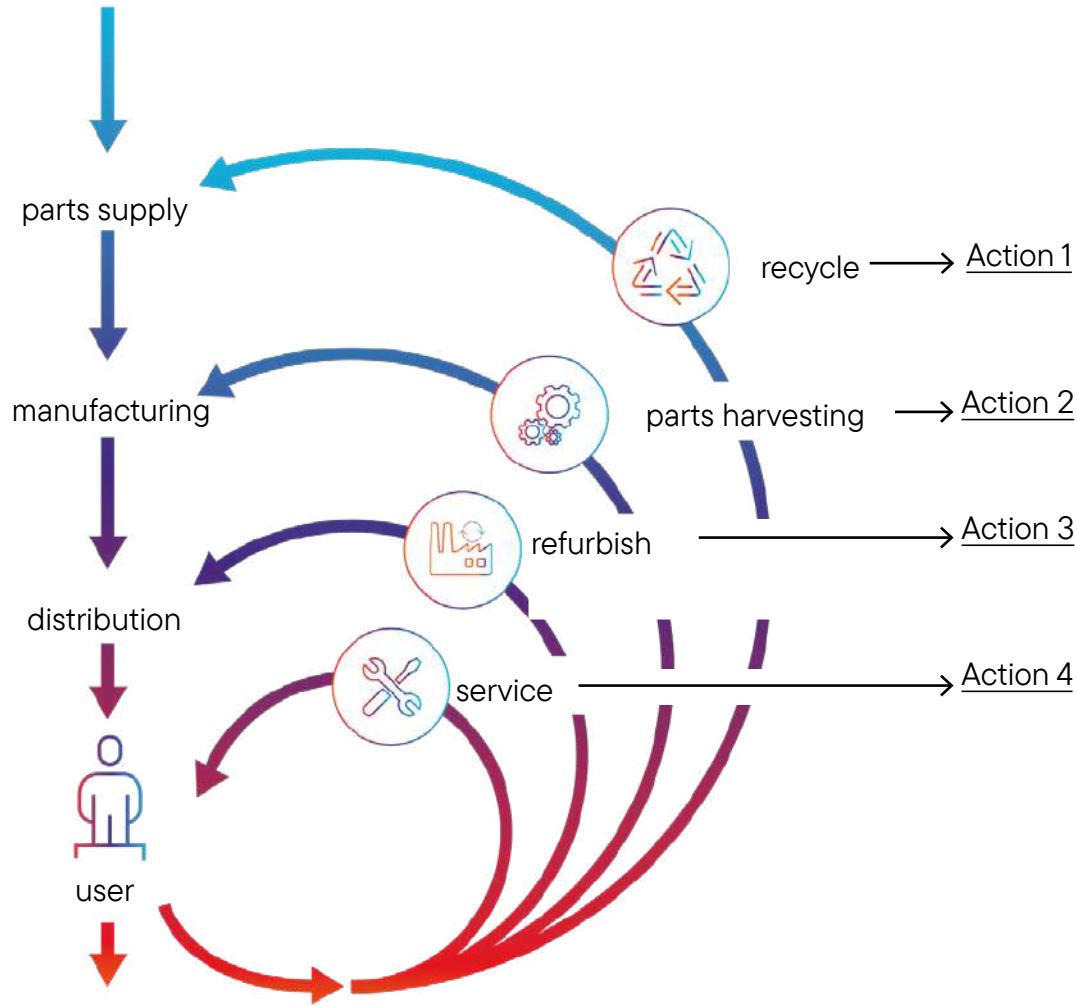 parts supply
recycle
Action 1
manufacturing
parts harvesting
Action 2
refurbish
Action 3
distribution
service
Action 4
user